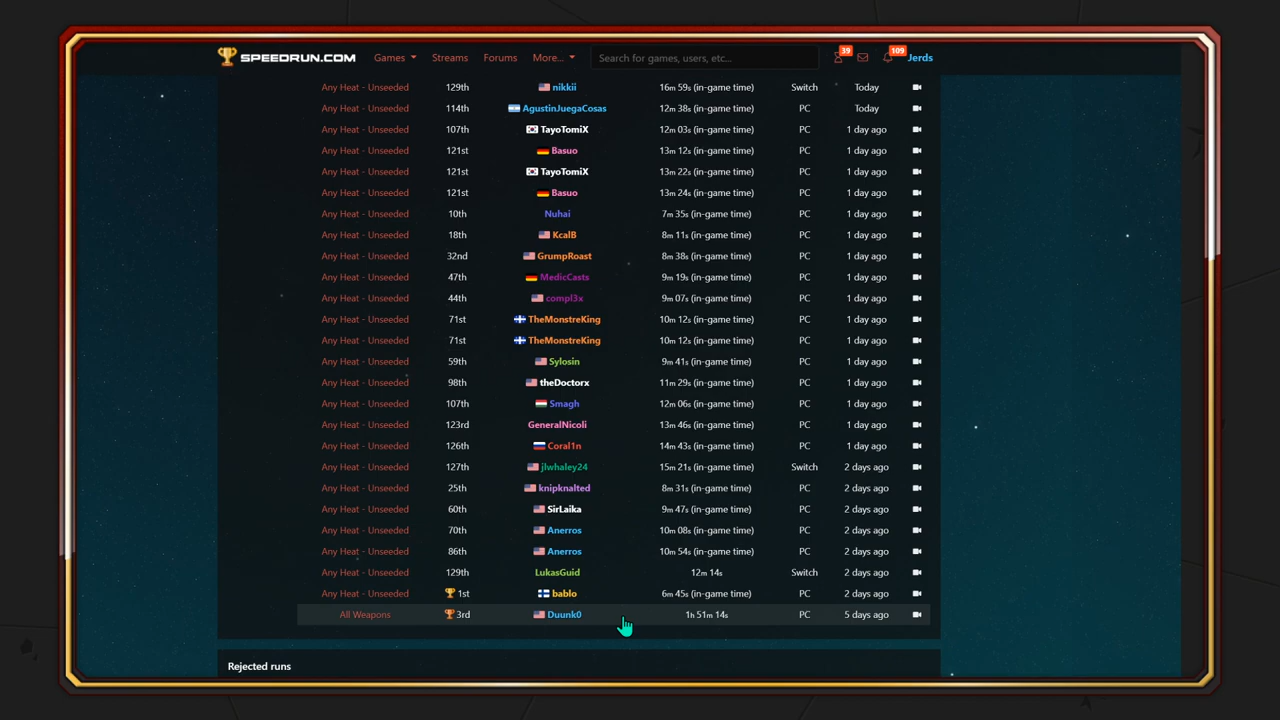 SPEEDRUN.COM Games Streams Forums More... Search for games, users, etc... 39 109 Jerds
Any Heat - Unseeded 129th nikkii 16m 59s (in-game time) Switch Today
Any Heat - Unseeded 114th AgustinJuegaCosas 12m 38s (in-game time) PC Today
Any Heat - Unseeded 107th TayoTomiX 12m 03s (in-game time) PC 1 day ago
Any Heat - Unseeded 121st Basuo 13m 12s (in-game time) PC 1 day ago
Any Heat - Unseeded 121st TayoTomiX 13m 22s (in-game time) PC 1 day ago
Any Heat - Unseeded 121st Basuo 13m 24s (in-game time) PC 1 day ago
Any Heat - Unseeded 10th Nuhai 7m 35s (in-game time) PC 1 day ago
Any Heat - Unseeded 18th KcalB 8m 11s (in-game time) PC 1 day ago
Any Heat - Unseeded 32nd GrumpRoast 8m 38s (in-game time) PC 1 day ago
Any Heat - Unseeded 47th MedicCasts 9m 19s (in-game time) PC 1 day ago
Any Heat - Unseeded 44th compl3x 9m 07s (in-game time) PC 1 day ago
Any Heat - Unseeded 71st TheMonstreKing 10m 12s (in-game time) PC 1 day ago
Any Heat - Unseeded 71st TheMonstreKing 10m 12s (in-game time) PC 1 day ago
Any Heat - Unseeded 59th Sylosin 9m 41s (in-game time) PC 1 day ago
Any Heat - Unseeded 98th theDoctorx 11m 29s (in-game time) PC 1 day ago
Any Heat - Unseeded 107th Smagh 12m 06s (in-game time) PC 1 day ago
Any Heat - Unseeded 123rd GeneralNicoli 13m 46s (in-game time) PC 1 day ago
Any Heat - Unseeded 126th Coral1n 14m 43s (in-game time) PC 1 day ago
Any Heat - Unseeded 127th jlwhaley24 15m 21s (in-game time) Switch 2 days ago
Any Heat - Unseeded 25th knipknalted 8m 31s (in-game time) PC 2 days ago
Any Heat - Unseeded 60th SirLaika 9m 47s (in-game time) PC 2 days ago
Any Heat - Unseeded 70th Anerros 10m 08s (in-game time) PC 2 days ago
Any Heat - Unseeded 86th Anerros 10m 54s (in-game time) PC 2 days ago
Any Heat - Unseeded 129th LukasGuid 12m 14s Switch 2 days ago
Any Heat - Unseeded 1st bablo 6m 45s (in-game time) PC 2 days ago
All Weapons 3rd Duunk0 1h 51m 14s PC 5 days ago
Rejected runs